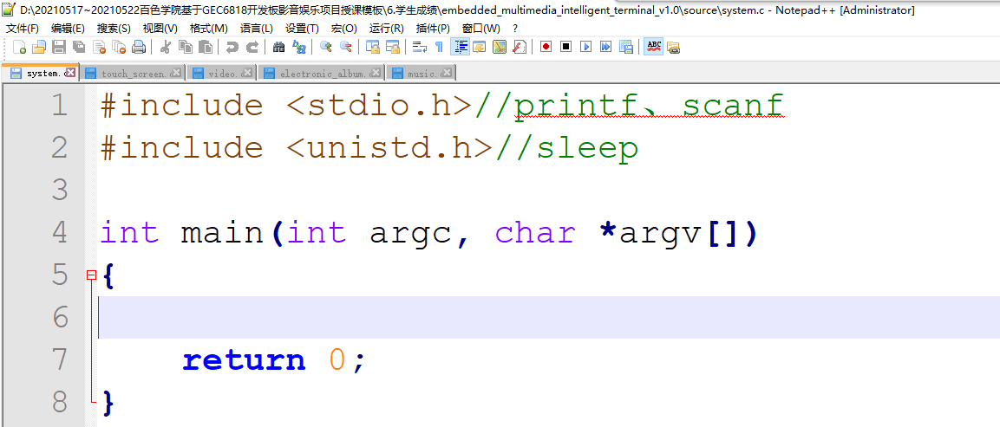 D:\20210517~20210522百色学院基于GEC6818开发板影音娱乐项目授课模板\6.学生成绩\embedded_multimedia_intelligent_terminal_v1.0\source\system.c - Notepad++ [Administrator]
文件(F) 编辑(E) 搜索(S) 视图(V) 格式(M) 语言(L) 设置(T) 宏(O) 运行(R) 插件(P) 窗口(W) ?
ABC
system. touch_screen. video. electronic_album. music.
1 #include <stdio.h>//printf、scanf
2 #include <unistd.h>//sleep
3
4 int main(int argc, char *argv[])
5 {
6
7 return 0;
8 }